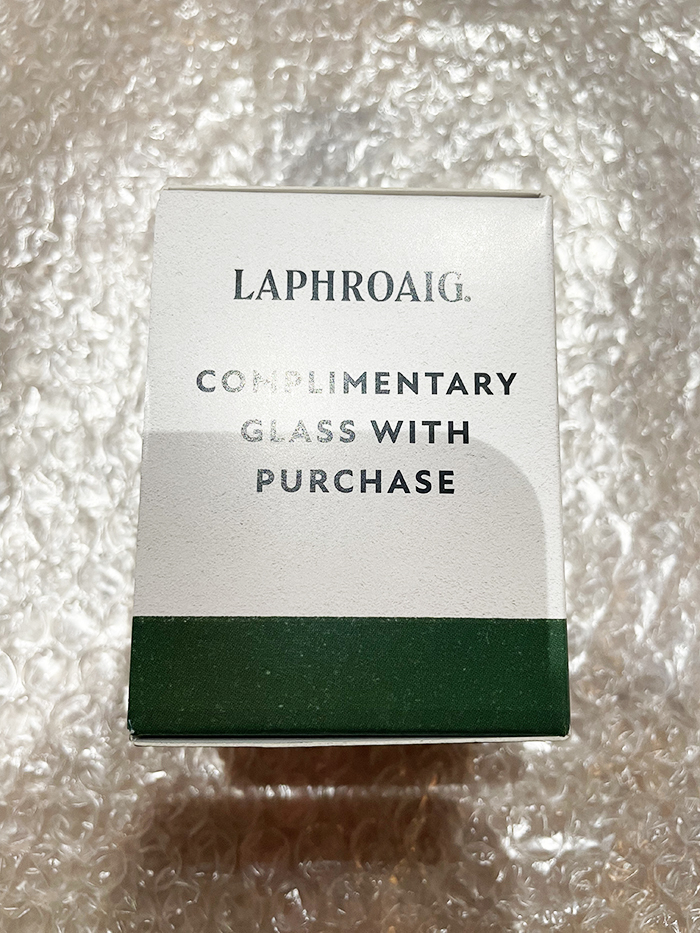 LAPHROAIG®
COMPLIMENTARY
GLASS WITH
PURCHASE